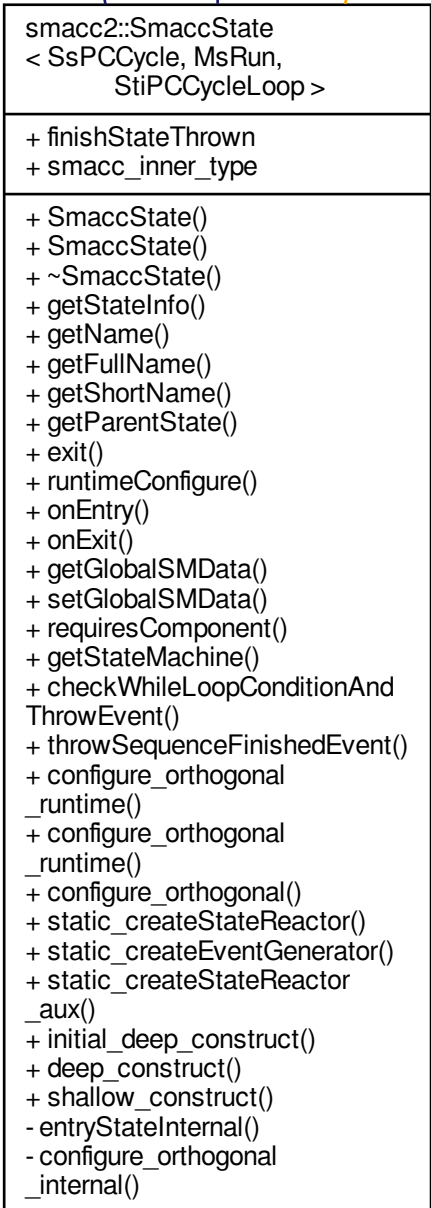 smacc2::SmaccState
< SsPCCycle, MsRun,
StiPCCycleLoop >
+ finishStateThrown
+ smacc_inner_type
+ SmaccState()
+ SmaccState()
+ ~SmaccState()
+ getStateInfo()
+ getName()
+ getFullName()
+ getShortName()
+ getParentState()
+ exit()
+ runtimeConfigure()
+ onEntry()
+ onExit()
+ getGlobalSMData()
+ setGlobalSMData()
+ requiresComponent()
+ getStateMachine()
+ checkWhileLoopConditionAnd
ThrowEvent()
+ throwSequenceFinishedEvent()
+ configure_orthogonal
_runtime()
+ configure_orthogonal
_runtime()
+ configure_orthogonal()
+ static_createStateReactor()
+ static_createEventGenerator()
+ static_createStateReactor
_aux()
+ initial_deep_construct()
+ deep_construct()
+ shallow_construct()
- entryStateInternal()
- configure_orthogonal
_internal()